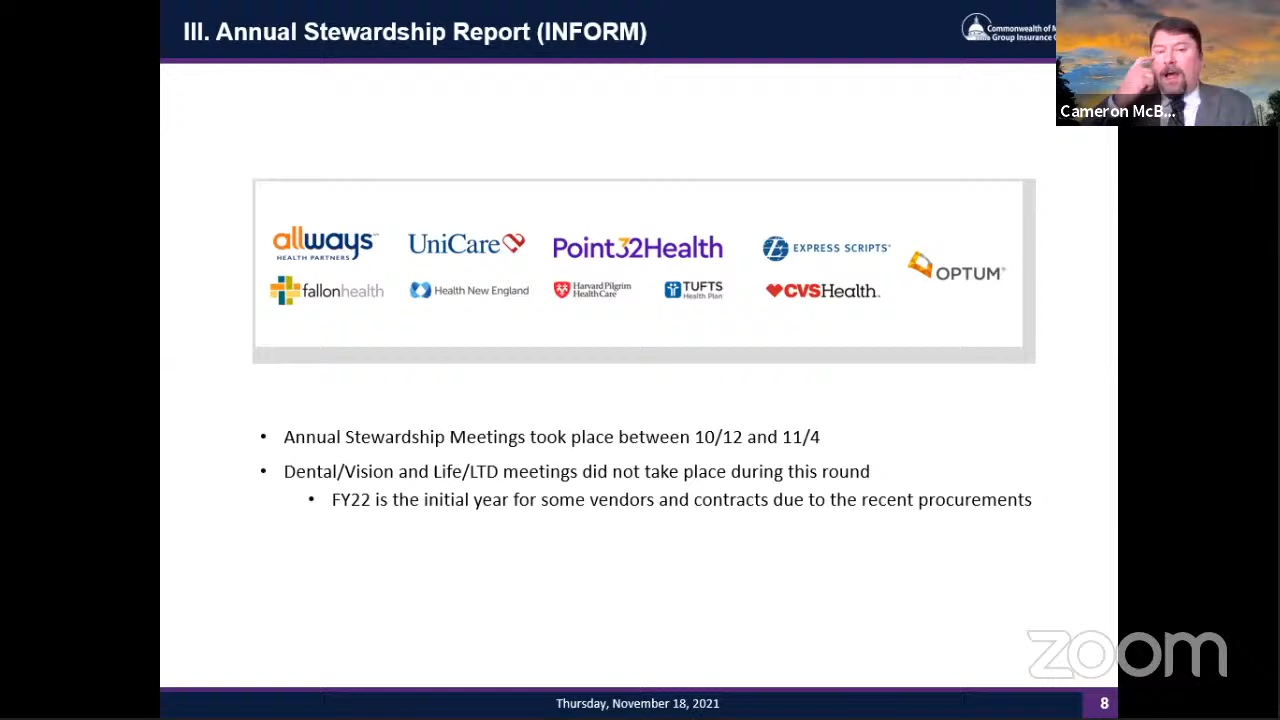 III. Annual Stewardship Report (INFORM)
Commonwealth of M
Group Insurance C
Cameron McB...
allways
HEALTH PARTNERS
UniCare
Point32Health
EXPRESS SCRIPTS
OPTUM
fallonhealth
Health New England
Harvard Pilgrim
HealthCare
TUFTS
Health Plan
CVSHealth
• Annual Stewardship Meetings took place between 10/12 and 11/4
• Dental/Vision and Life/LTD meetings did not take place during this round
• FY22 is the initial year for some vendors and contracts due to the recent procurements
zoom
Thursday, November 18, 2021
8